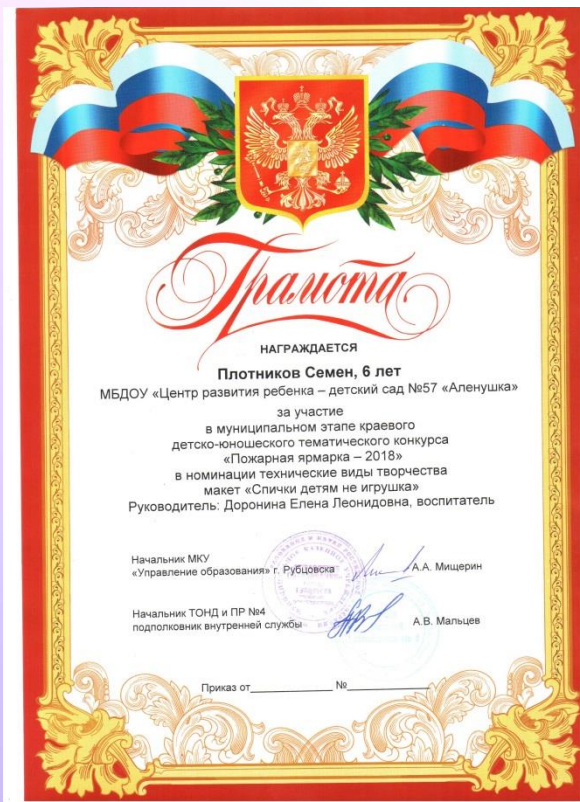 Грамота
НАГРАЖДАЕТСЯ
Плотников Семен, 6 лет
МБДОУ «Центр развития ребенка – детский сад №57 «Аленушка»
за участие
в муниципальном этапе краевого
детско-юношеского тематического конкурса
«Пожарная ярмарка – 2018»
в номинации технические виды творчества
макет «Спички детям не игрушка»
Руководитель: Доронина Елена Леонидовна, воспитатель
Начальник МКУ
«Управление образования» г. Рубцовска А.А. Мищерин
Начальник ТОНД и ПР №4
подполковник внутренней службы А.В. Мальцев
Приказ от____________ №____________